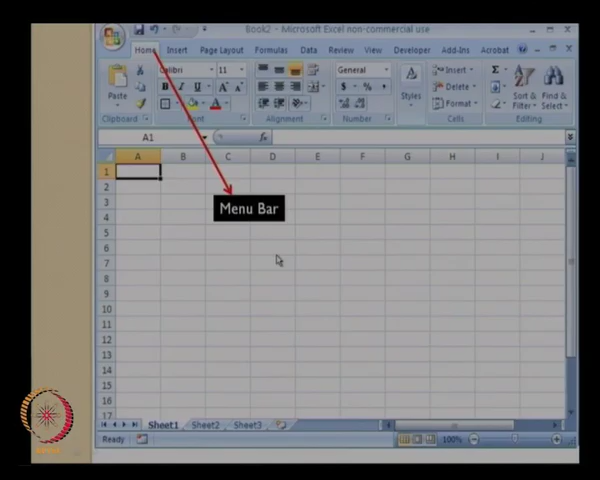 Book2 - Microsoft Excel non-commercial use
Home Insert Page Layout Formulas Data Review View Developer Add-Ins Acrobat
Calibri 11 General Insert Σ
Paste B I U A A $ % , Styles Delete Sort & Find &
Format Filter Select
Clipboard Font Alignment Number Cells Editing
A1 fx
A B C D E F G H I J
1
2
3
Menu Bar
4
5
6
7
8
9
10
11
12
13
14
15
16
17
Sheet1 Sheet2 Sheet3
Ready 100%